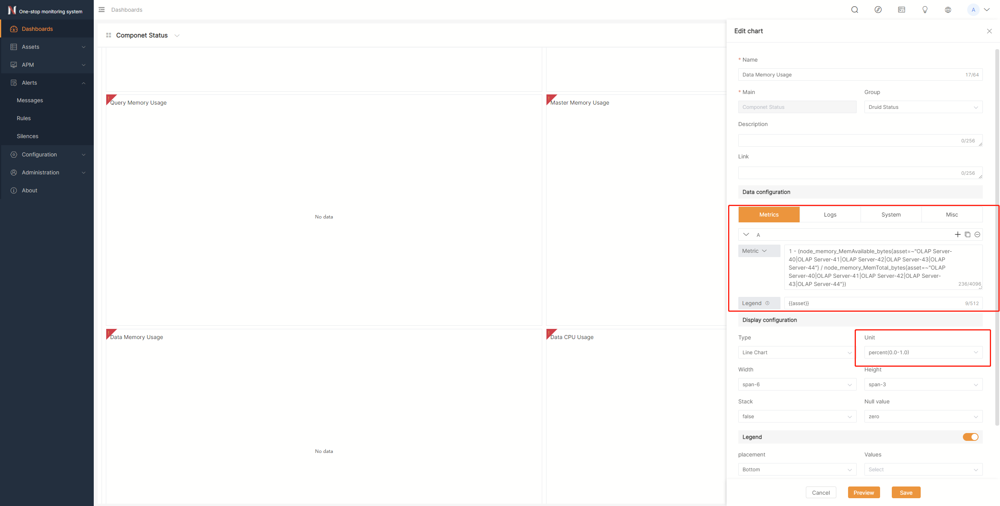 N One-stop monitoring system
Dashboards
A
Dashboards
Assets
APM
Alerts
Messages
Rules
Silences
Configuration
Administration
About
Componet Status
!
Query Memory Usage
No data
!
Master Memory Usage
!
Data Memory Usage
No data
!
Data CPU Usage
Edit chart
* Name
Data Memory Usage 17/64
* Main Group
Componet Status Druid Status
Description
0/256
Link
0/256
Data configuration
Metrics Logs System Misc
A
Metric
1 - (node_memory_MemAvailable_bytes{asset=~"OLAP Server-
40|OLAP Server-41|OLAP Server-42|OLAP Server-43|OLAP
Server-44"} / node_memory_MemTotal_bytes{asset=~"OLAP
Server-40|OLAP Server-41|OLAP Server-42|OLAP Server-
43|OLAP Server-44"}) 236/4096
Legend {{asset}} 9/512
Display configuration
Type Unit
Line Chart percent(0.0-1.0)
Width Height
span-6 span-3
Stack Null value
false zero
Legend
placement Values
Bottom Select
Cancel Preview Save